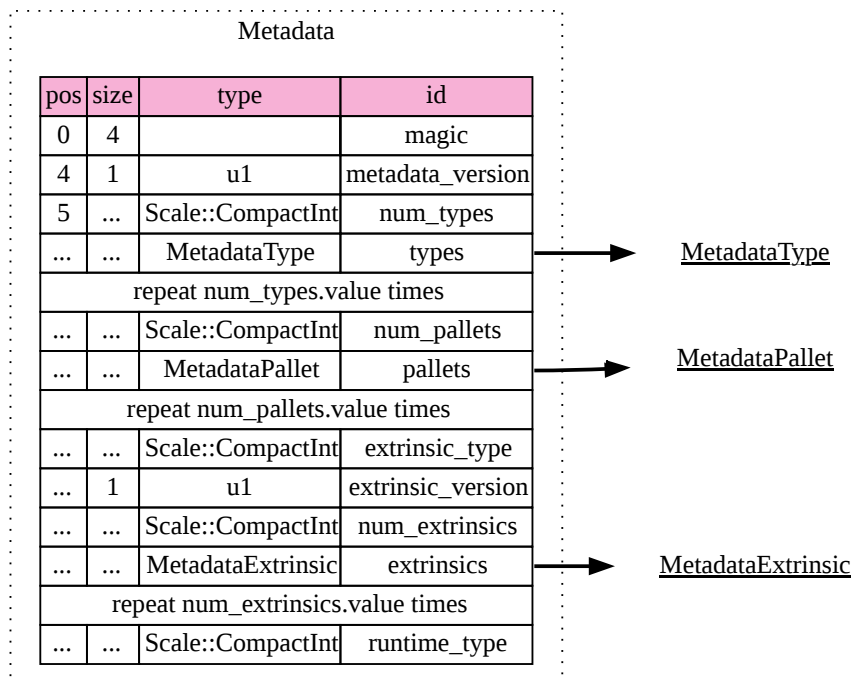 Metadata
pos size type id
0 4 magic
4 1 u1 metadata_version
5 ... Scale::CompactInt num_types
... ... MetadataType types MetadataType
repeat num_types.value times
... ... Scale::CompactInt num_pallets
... ... MetadataPallet pallets MetadataPallet
repeat num_pallets.value times
... ... Scale::CompactInt extrinsic_type
... 1 u1 extrinsic_version
... ... Scale::CompactInt num_extrinsics
... ... MetadataExtrinsic extrinsics MetadataExtrinsic
repeat num_extrinsics.value times
... ... Scale::CompactInt runtime_type